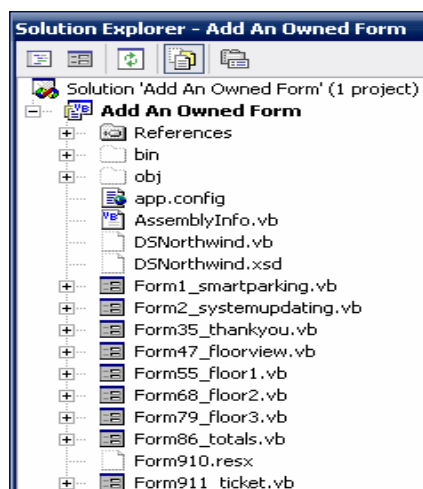 Solution Explorer - Add An Owned Form
Solution 'Add An Owned Form' (1 project)
Add An Owned Form
References
bin
obj
app.config
AssemblyInfo.vb
DSNorthwind.vb
DSNorthwind.xsd
Form1_smartparking.vb
Form2_systemupdating.vb
Form35_thankyou.vb
Form47_floorview.vb
Form55_floor1.vb
Form68_floor2.vb
Form79_floor3.vb
Form86_totals.vb
Form910.resx
Form911_ticket.vb